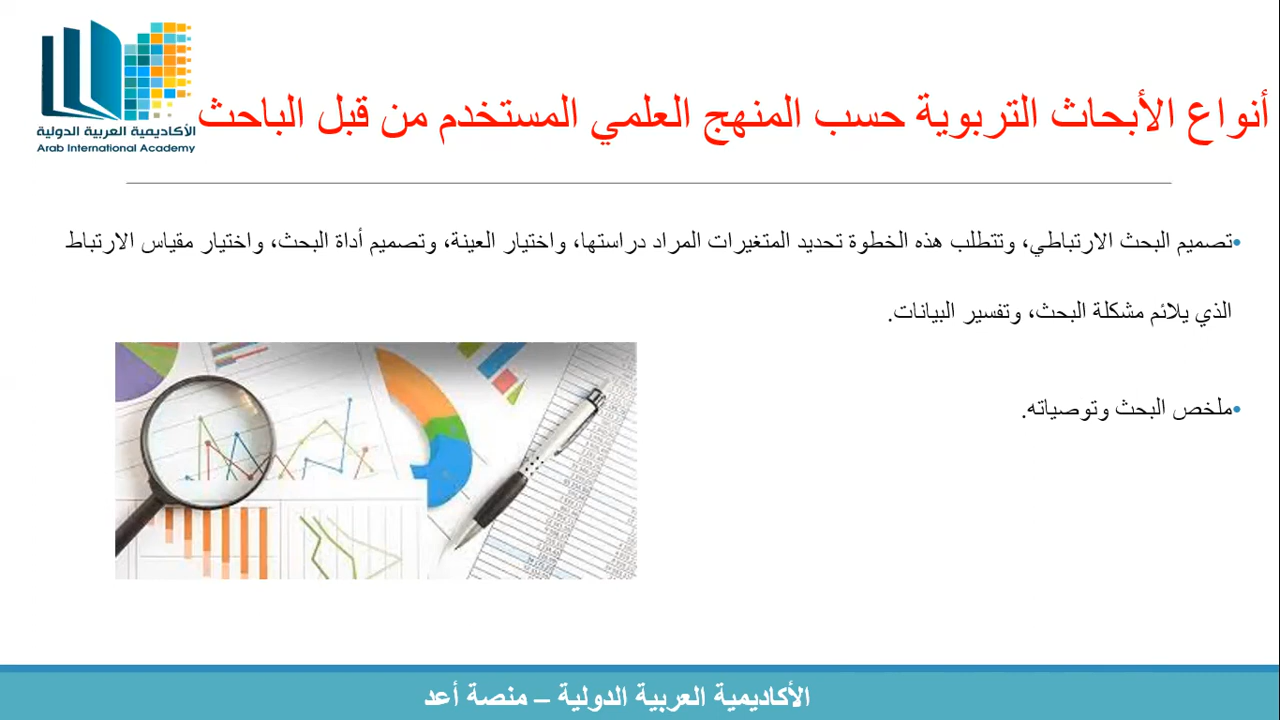 الأكاديمية العربية الدولية
Arab International Academy
أنواع الأبحاث التربوية حسب المنهج العلمي المستخدم من قبل الباحث
•تصميم البحث الارتباطي، وتتطلب هذه الخطوة تحديد المتغيرات المراد دراستها، واختيار العينة، وتصميم أداة البحث، واختيار مقياس الارتباط
الذي يلائم مشكلة البحث، وتفسير البيانات.
•ملخص البحث وتوصياته.
الأكاديمية العربية الدولية – منصة أعد